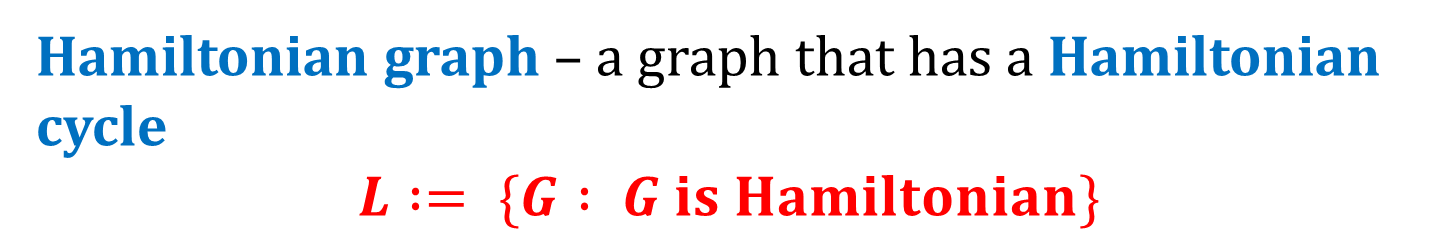 Hamiltonian graph – a graph that has a Hamiltonian
cycle
L := {G : G is Hamiltonian}